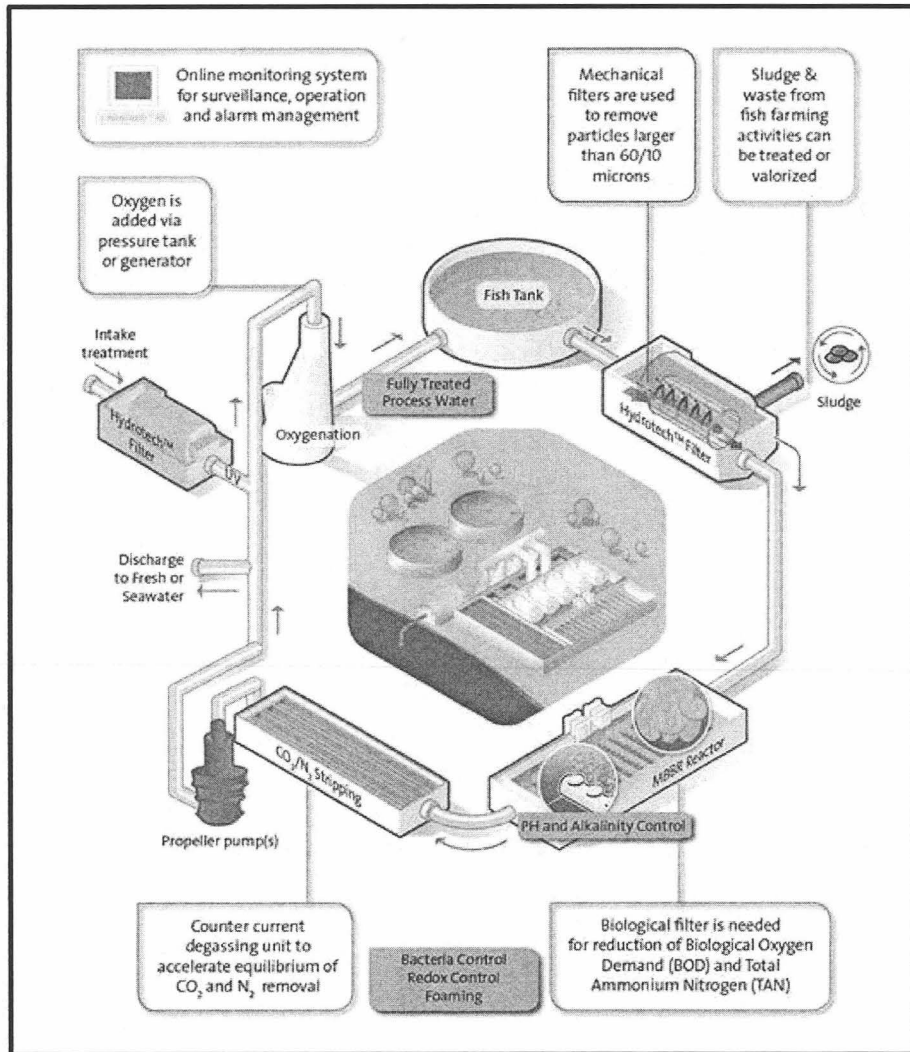 Online monitoring system
for surveillance, operation
and alarm management
Mechanical
filters are used
to remove
particles larger
than 60/10
microns
Sludge &
waste from
fish farming
activities can
be treated or
valorized
Oxygen is
added via
pressure tank
or generator
Fish Tank
Intake
treatment
Hydrotech™
Filter
UV
Oxygenation
Fully Treated
Process Water
Hydrotech™ Filter
Sludge
Discharge
to Fresh or
Seawater
CO₂/N₂ Stripping
MBBR Reactor
PH and Alkalinity Control
Propeller pump(s)
Counter current
degassing unit to
accelerate equilibrium of
CO₂ and N₂ removal
Bacteria Control
Redox Control
Foaming
Biological filter is needed
for reduction of Biological Oxygen
Demand (BOD) and Total
Ammonium Nitrogen (TAN)